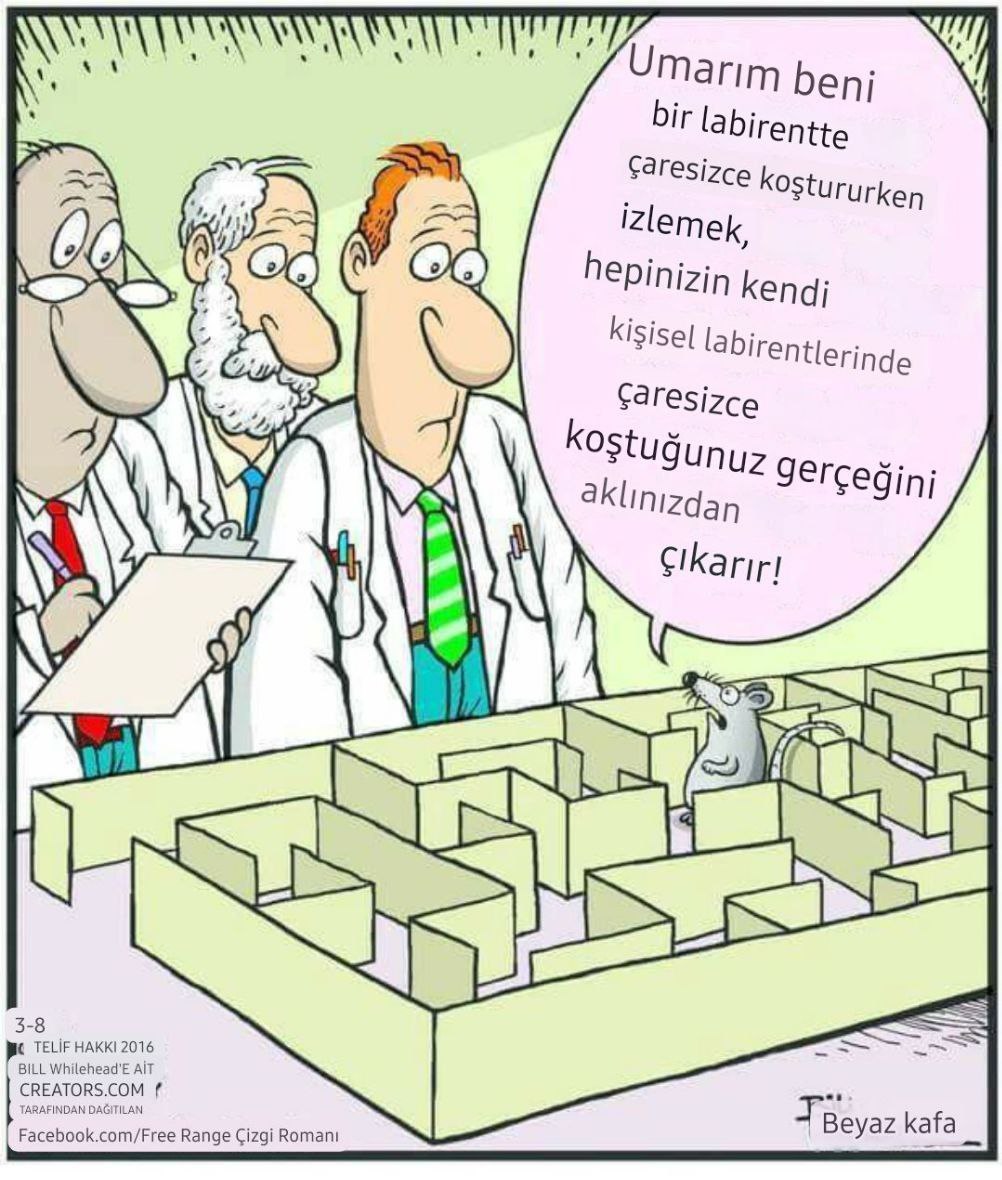 Umarım beni
bir labirentte
çaresizce koştururken
izlemek,
hepinizin kendi
kişisel labirentlerinde
çaresizce
koştuğunuz gerçeğini
aklınızdan
çıkarır!
3-8
TELİF HAKKI 2016
BILL Whilehead'E AİT
CREATORS.COM
TARAFINDAN DAĞITILAN
Facebook.com/Free Range Çizgi Romanı
Beyaz kafa